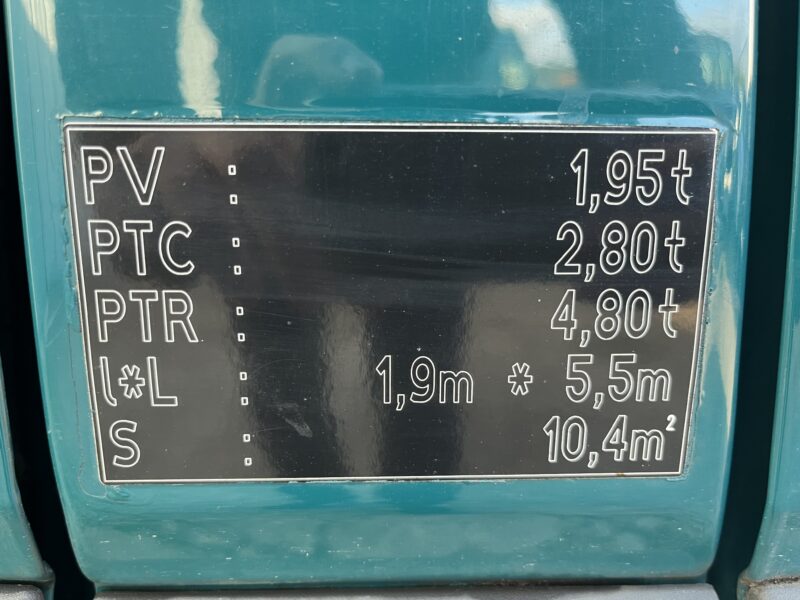 PV : 1,95t
PTC : 2,80t
PTR : 4,80t
l*L : 1,9m * 5,5m
S : 10,4m²